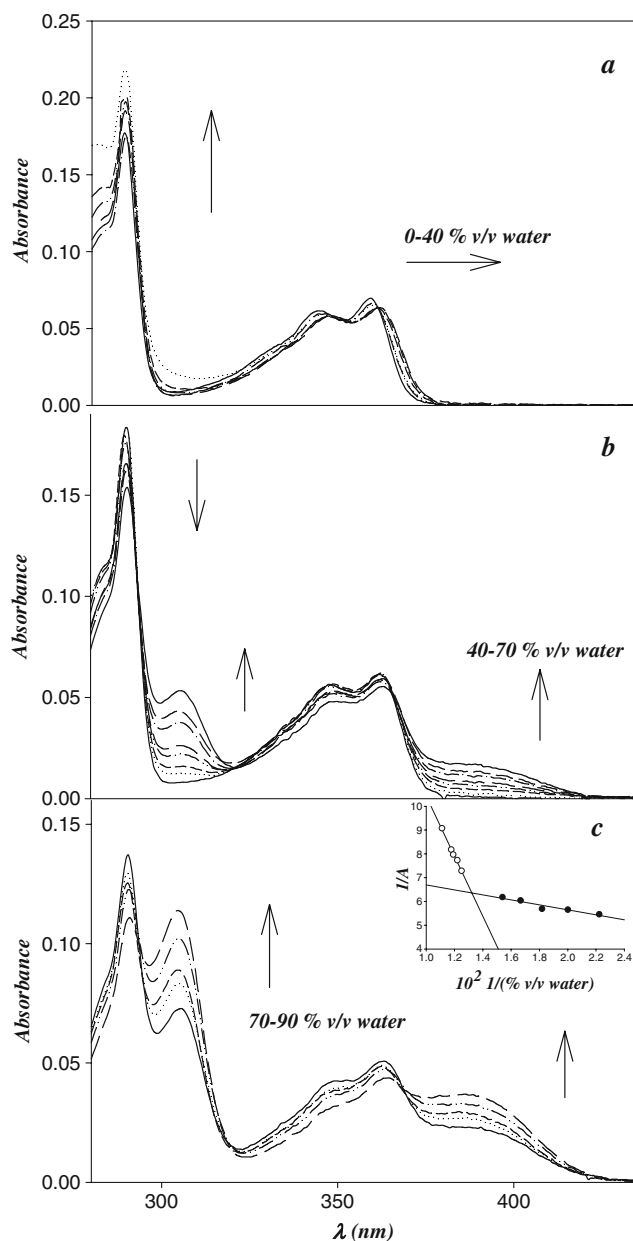 0.25
a
0.20
0.15
Absorbance
0-40 % v/v water
0.10
0.05
0.00
b
0.15
Absorbance
0.10
40-70 % v/v water
0.05
0.00
c
0.15
10
9
8
1/A
7
6
5
4
1.0 1.2 1.4 1.6 1.8 2.0 2.2 2.4
10² 1/(% v/v water)
Absorbance
0.10
70-90 % v/v water
0.05
0.00
300 350 400
λ (nm)